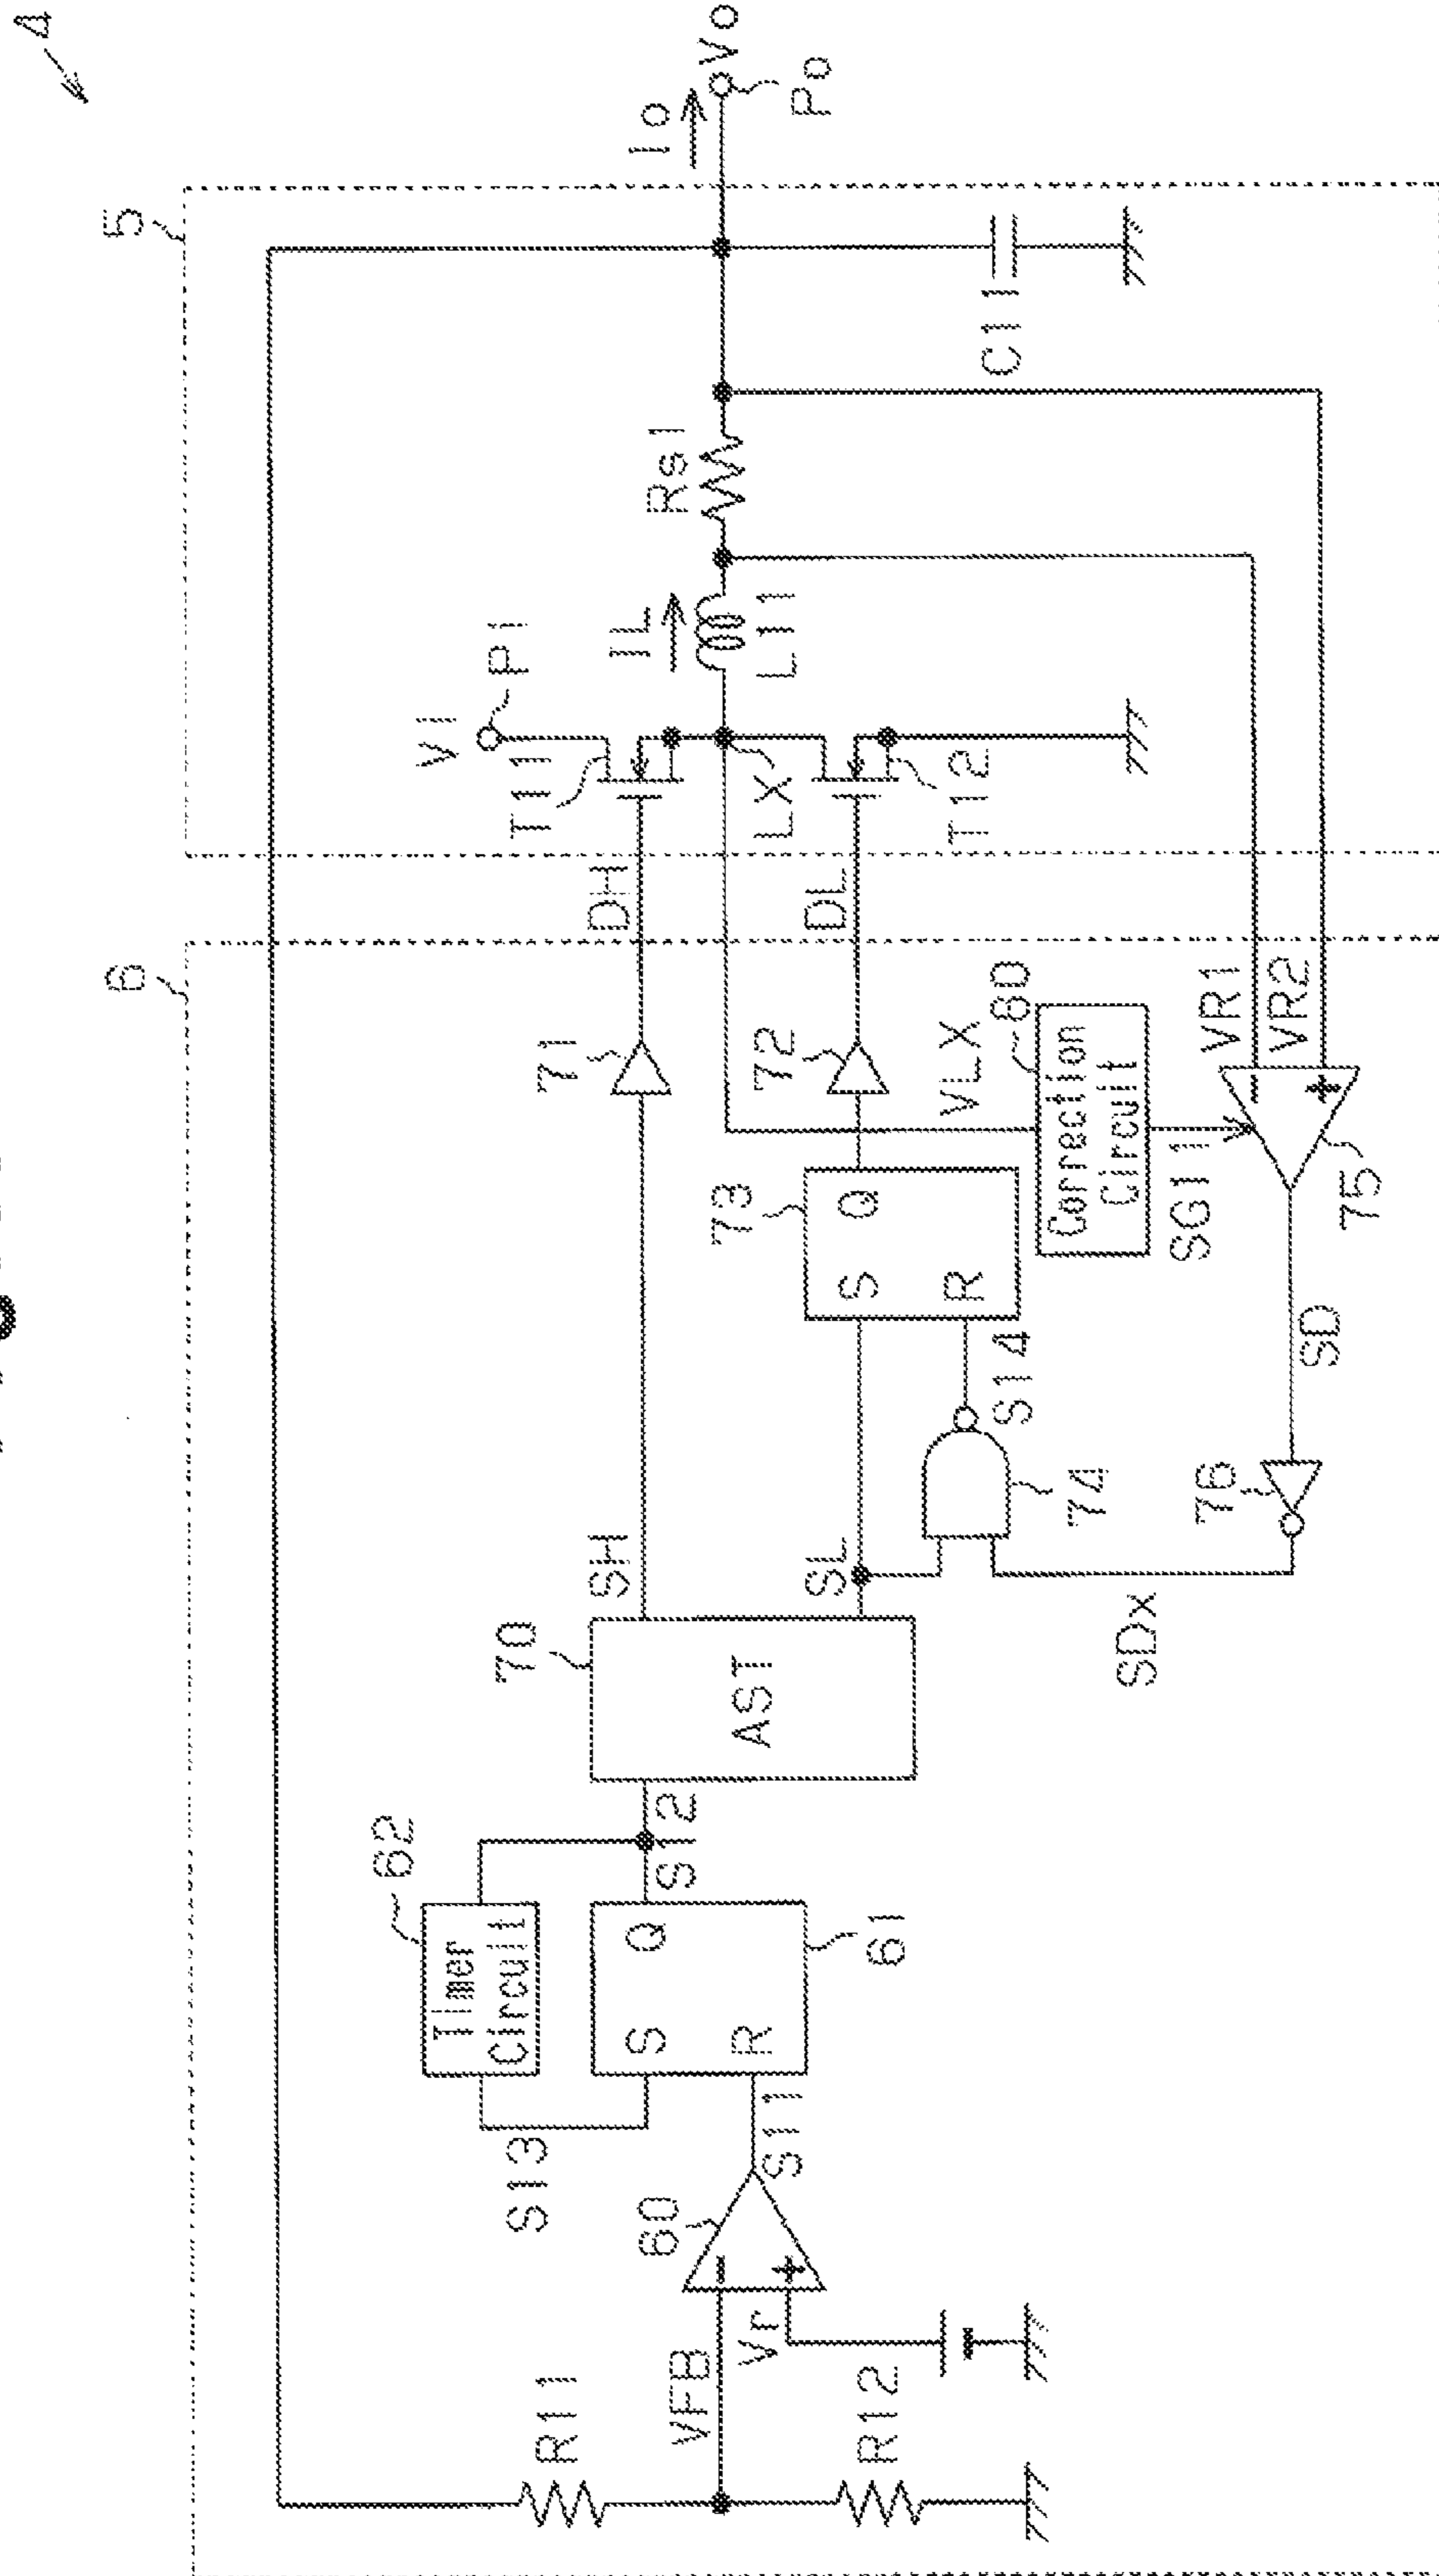 4
5
6
Io
Vo
Po
C11
Rs1
IL
L11
Vi
Pi
T11
LX
T12
DH
DL
71
72
VLX
80
Correction
Circuit
SG11
VR1
VR2
-
+
75
SD
76
SDx
73
S
Q
R
S14
74
SH
SL
70
AST
S12
62
Timer
Circuit
S13
S
Q
R
61
S11
60
-
+
VFB
Vr
R11
R12